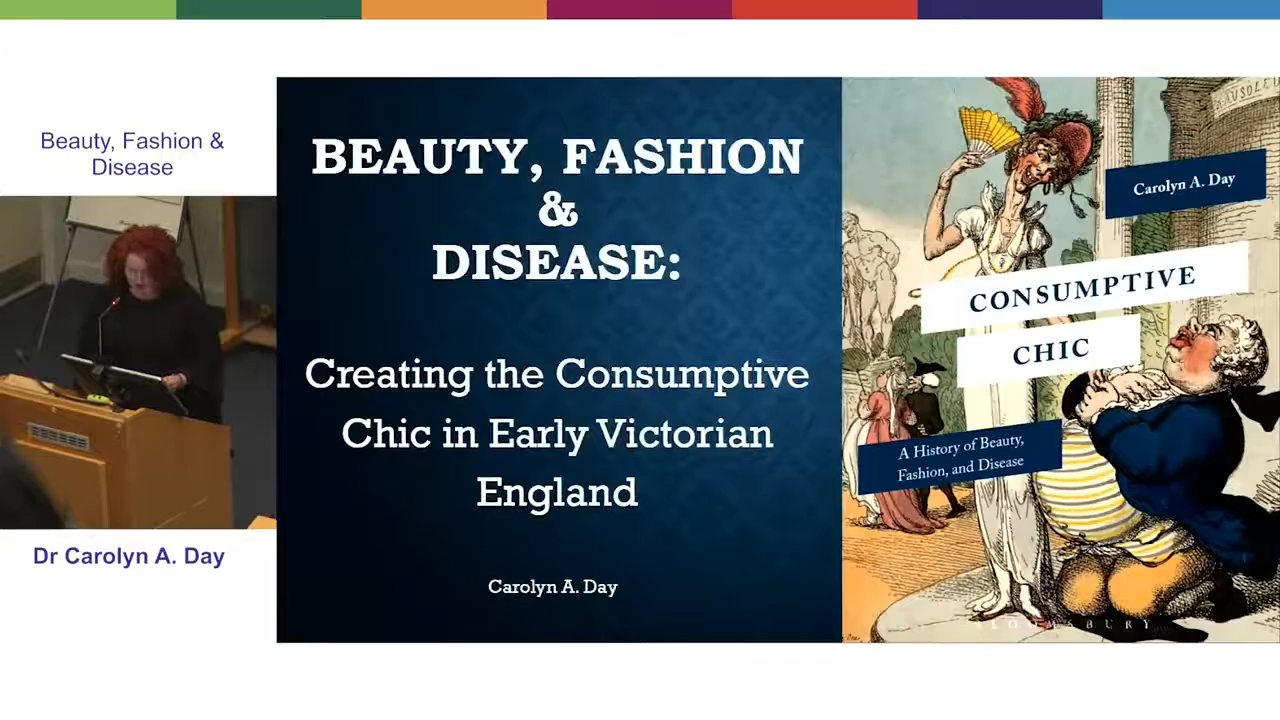 Beauty, Fashion &
Disease
Dr Carolyn A. Day
BEAUTY, FASHION
&
DISEASE:
Creating the Consumptive
Chic in Early Victorian
England
Carolyn A. Day
Carolyn A. Day
CONSUMPTIVE
CHIC
A History of Beauty,
Fashion, and Disease
BLOOMSBURY